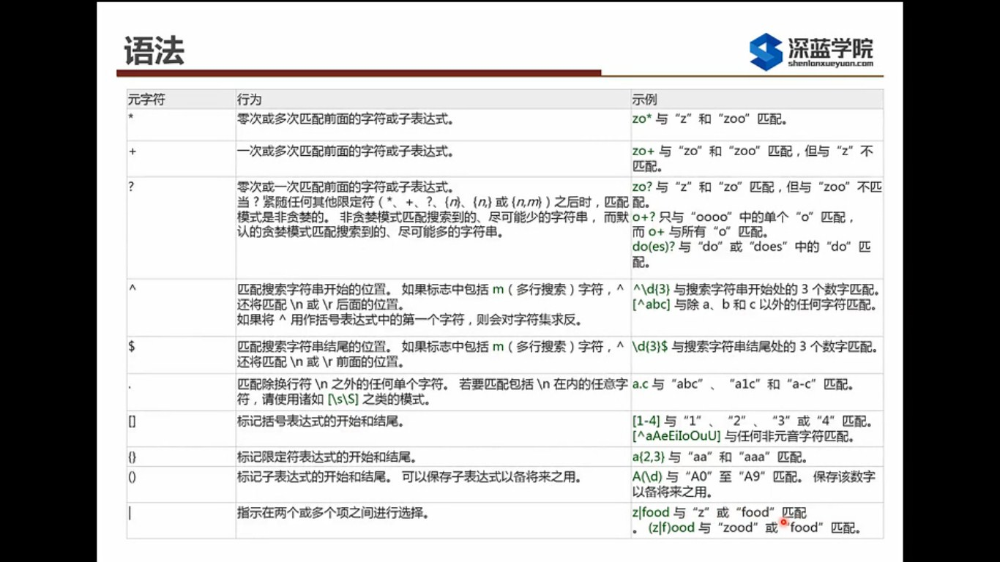 语法
深蓝学院
shenlanxueyuan.com
元字符 行为 示例
* 零次或多次匹配前面的字符或子表达式。 zo* 与“z”和“zoo”匹配。
+ 一次或多次匹配前面的字符或子表达式。 zo+ 与“zo”和“zoo”匹配，但与“z”不
匹配。
? 零次或一次匹配前面的字符或子表达式。 zo? 与“z”和“zo”匹配，但与“zoo”不匹
当 ? 紧随任何其他限定符（*、+、?、{n}、{n,} 或 {n,m}）之后时，匹配 配。
模式是非贪婪的。 非贪婪模式匹配搜索到的、尽可能少的字符串， 而默 o+? 只与“oooo”中的单个“o”匹配，
认的贪婪模式匹配搜索到的、尽可能多的字符串。 而 o+ 与所有“o”匹配。
do(es)? 与“do”或“does”中的“do”匹
配。
^ 匹配搜索字符串开始的位置。 如果标志中包括 m（多行搜索）字符，^ ^\d{3} 与搜索字符串开始处的 3 个数字匹配。
还将匹配 \n 或 \r 后面的位置。 [^abc] 与除 a、b 和 c 以外的任何字符匹配。
如果将 ^ 用作括号表达式中的第一个字符，则会对字符集求反。
$ 匹配搜索字符串结尾的位置。 如果标志中包括 m（多行搜索）字符，^ \d{3}$ 与搜索字符串结尾处的 3 个数字匹配。
还将匹配 \n 或 \r 前面的位置。
. 匹配除换行符 \n 之外的任何单个字符。 若要匹配包括 \n 在内的任意字 a.c 与“abc”、“a1c”和“a-c”匹配。
符，请使用诸如 [\s\S] 之类的模式。
[] 标记括号表达式的开始和结尾。 [1-4] 与“1”、“2”、“3”或“4”匹配。
[^aAeEiIoOuU] 与任何非元音字符匹配。
{} 标记限定符表达式的开始和结尾。 a{2,3} 与“aa”和“aaa”匹配。
() 标记子表达式的开始和结尾。 可以保存子表达式以备将来之用。 A(\d) 与“A0”至“A9”匹配。 保存该数字
以备将来之用。
| 指示在两个或多个项之间进行选择。 z|food 与“z”或“food”匹配
。 (z|f)ood 与“zood”或“food”匹配。